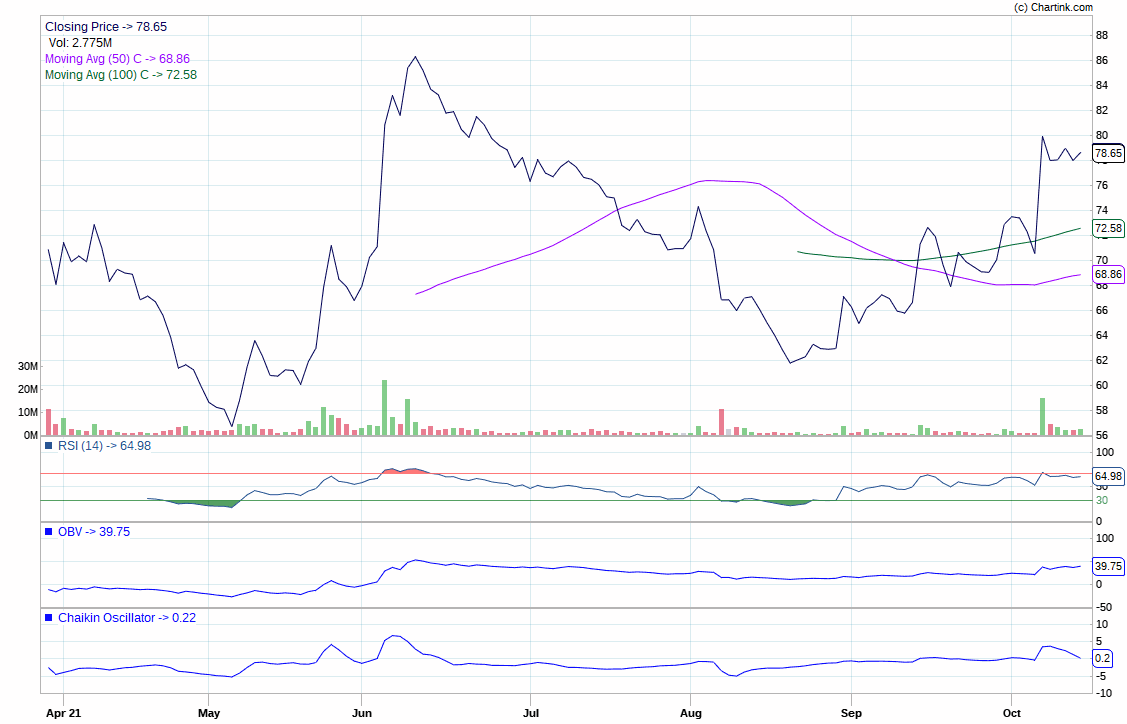 (c) Chartink.com
Closing Price -> 78.65
Vol: 2.775M
Moving Avg (50) C -> 68.86
Moving Avg (100) C -> 72.58
88
86
84
82
80
78.65
76
74
72.58
70
68.86
68
66
64
62
60
58
56
30M
20M
10M
0M
RSI (14) -> 64.98
100
64.98
50
30
0
OBV -> 39.75
100
39.75
0
-50
Chaikin Oscillator -> 0.22
10
5
0.2
-5
-10
Apr 21 May Jun Jul Aug Sep Oct